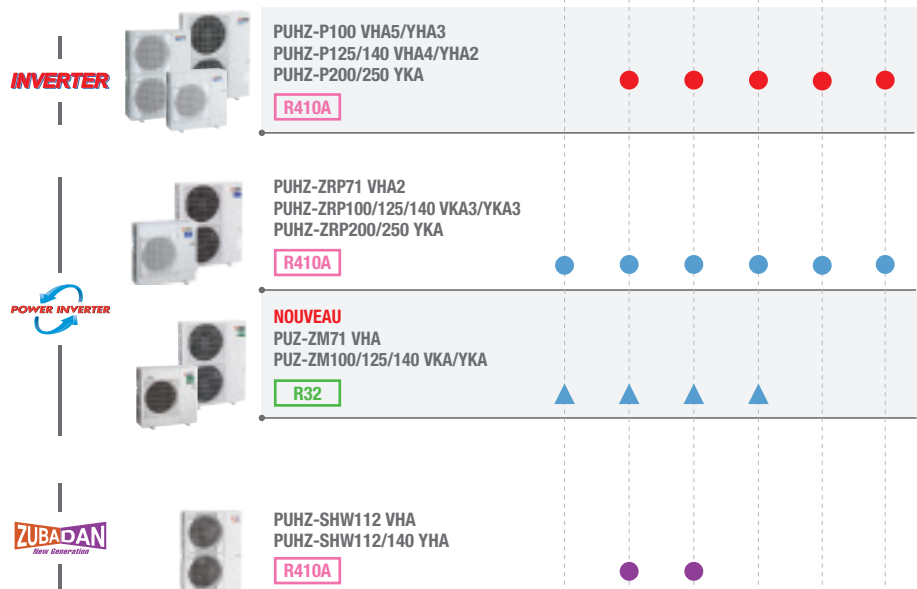 INVERTER
PUHZ-P100 VHA5/YHA3
PUHZ-P125/140 VHA4/YHA2
PUHZ-P200/250 YKA
R410A
PUHZ-ZRP71 VHA2
PUHZ-ZRP100/125/140 VKA3/YKA3
PUHZ-ZRP200/250 YKA
R410A
POWER INVERTER
NOUVEAU
PUZ-ZM71 VHA
PUZ-ZM100/125/140 VKA/YKA
R32
ZUBADAN
New Generation
PUHZ-SHW112 VHA
PUHZ-SHW112/140 YHA
R410A